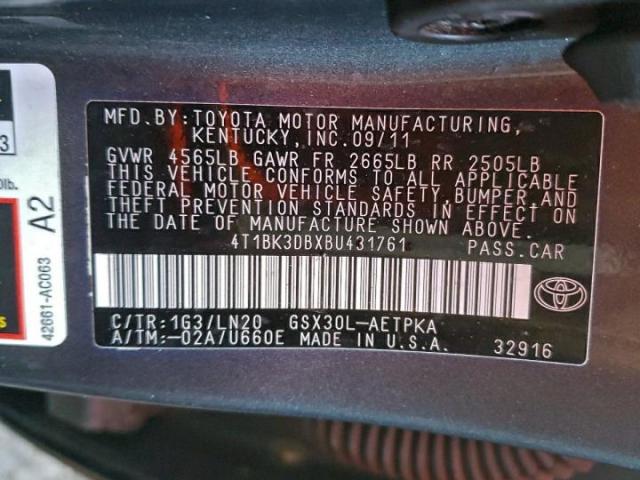 MFD.BY:TOYOTA MOTOR MANUFACTURING,
KENTUCKY, INC.09/11
GVWR 4565LB GAWR FR 2665LB RR 2505LB
THIS VEHICLE CONFORMS TO ALL APPLICABLE
FEDERAL MOTOR VEHICLE SAFETY,BUMPER,AND
THEFT PREVENTION STANDARDS IN EFFECT ON
THE DATE OF MANUFACTURE SHOWN ABOVE.
4T1BK3DBXBU431761 PASS.CAR
C/TR:1G3/LN20 GSX30L-AETPKA
A/TM:-02A/U660E MADE IN U.S.A. 32916
3
0lb.
A2
42661-AC063